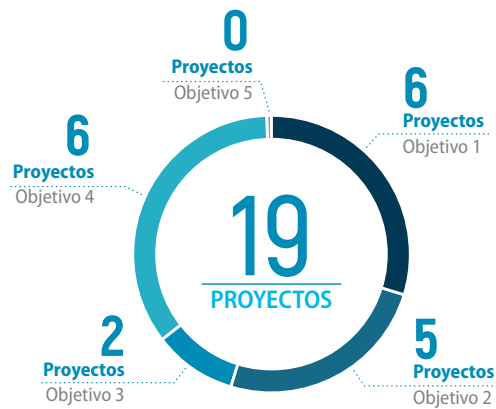 0
Proyectos
Objetivo 5
6
Proyectos
Objetivo 1
6
Proyectos
Objetivo 4
19
PROYECTOS
2
Proyectos
Objetivo 3
5
Proyectos
Objetivo 2